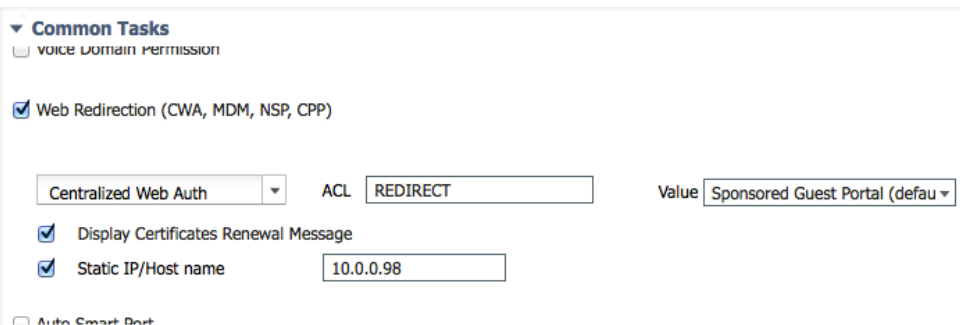 Common Tasks
Voice Domain Permission
Web Redirection (CWA, MDM, NSP, CPP)
Centralized Web Auth ACL REDIRECT Value Sponsored Guest Portal (defau
Display Certificates Renewal Message
Static IP/Host name 10.0.0.98
Auto Smart Port